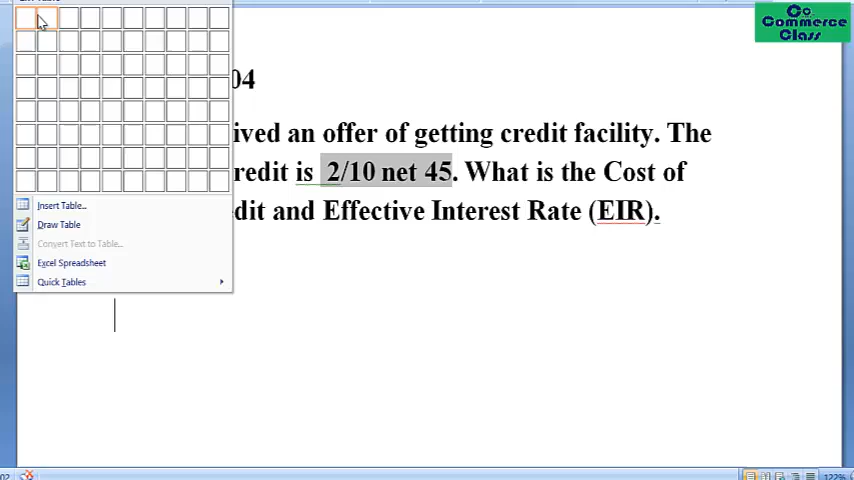 Co
Commerce
Class
04
ived an offer of getting credit facility. The
redit is 2/10 net 45. What is the Cost of
dit and Effective Interest Rate (EIR).
Insert Table...
Draw Table
Convert Text to Table...
Excel Spreadsheet
Quick Tables
02
122%